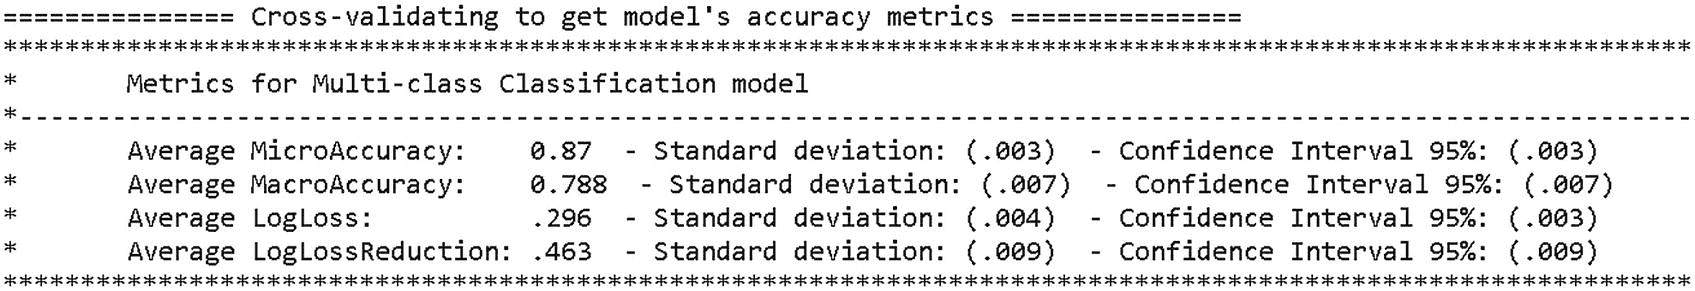 =============== Cross-validating to get model's accuracy metrics ===============
*************************************************************************************************************
*       Metrics for Multi-class Classification model
*------------------------------------------------------------------------------------------------------------
*       Average MicroAccuracy:    0.87  - Standard deviation: (.003)  - Confidence Interval 95%: (.003)
*       Average MacroAccuracy:    0.788  - Standard deviation: (.007)  - Confidence Interval 95%: (.007)
*       Average LogLoss:          .296  - Standard deviation: (.004)  - Confidence Interval 95%: (.003)
*       Average LogLossReduction: .463  - Standard deviation: (.009)  - Confidence Interval 95%: (.009)
*************************************************************************************************************